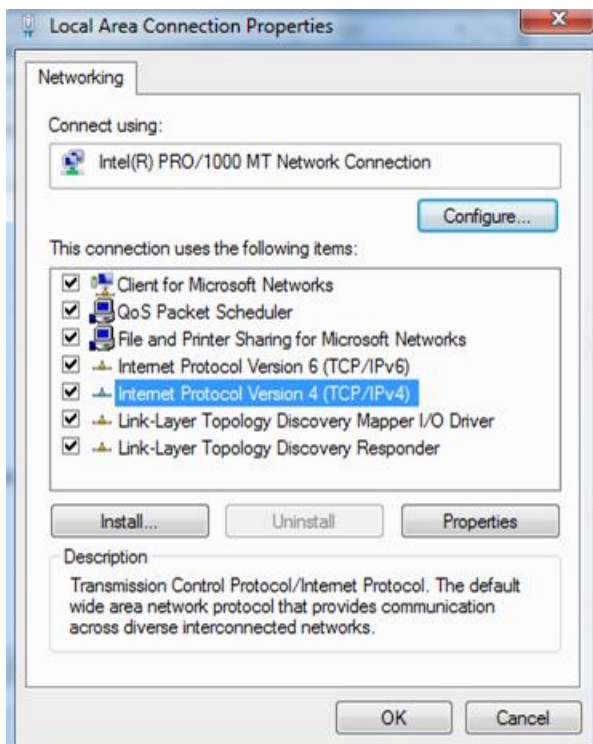 Local Area Connection Properties
Networking
Connect using:
Intel(R) PRO/1000 MT Network Connection
Configure...
This connection uses the following items:
Client for Microsoft Networks
QoS Packet Scheduler
File and Printer Sharing for Microsoft Networks
Internet Protocol Version 6 (TCP/IPv6)
Internet Protocol Version 4 (TCP/IPv4)
Link-Layer Topology Discovery Mapper I/O Driver
Link-Layer Topology Discovery Responder
Install... Uninstall Properties
Description
Transmission Control Protocol/Internet Protocol. The default
wide area network protocol that provides communication
across diverse interconnected networks.
OK Cancel